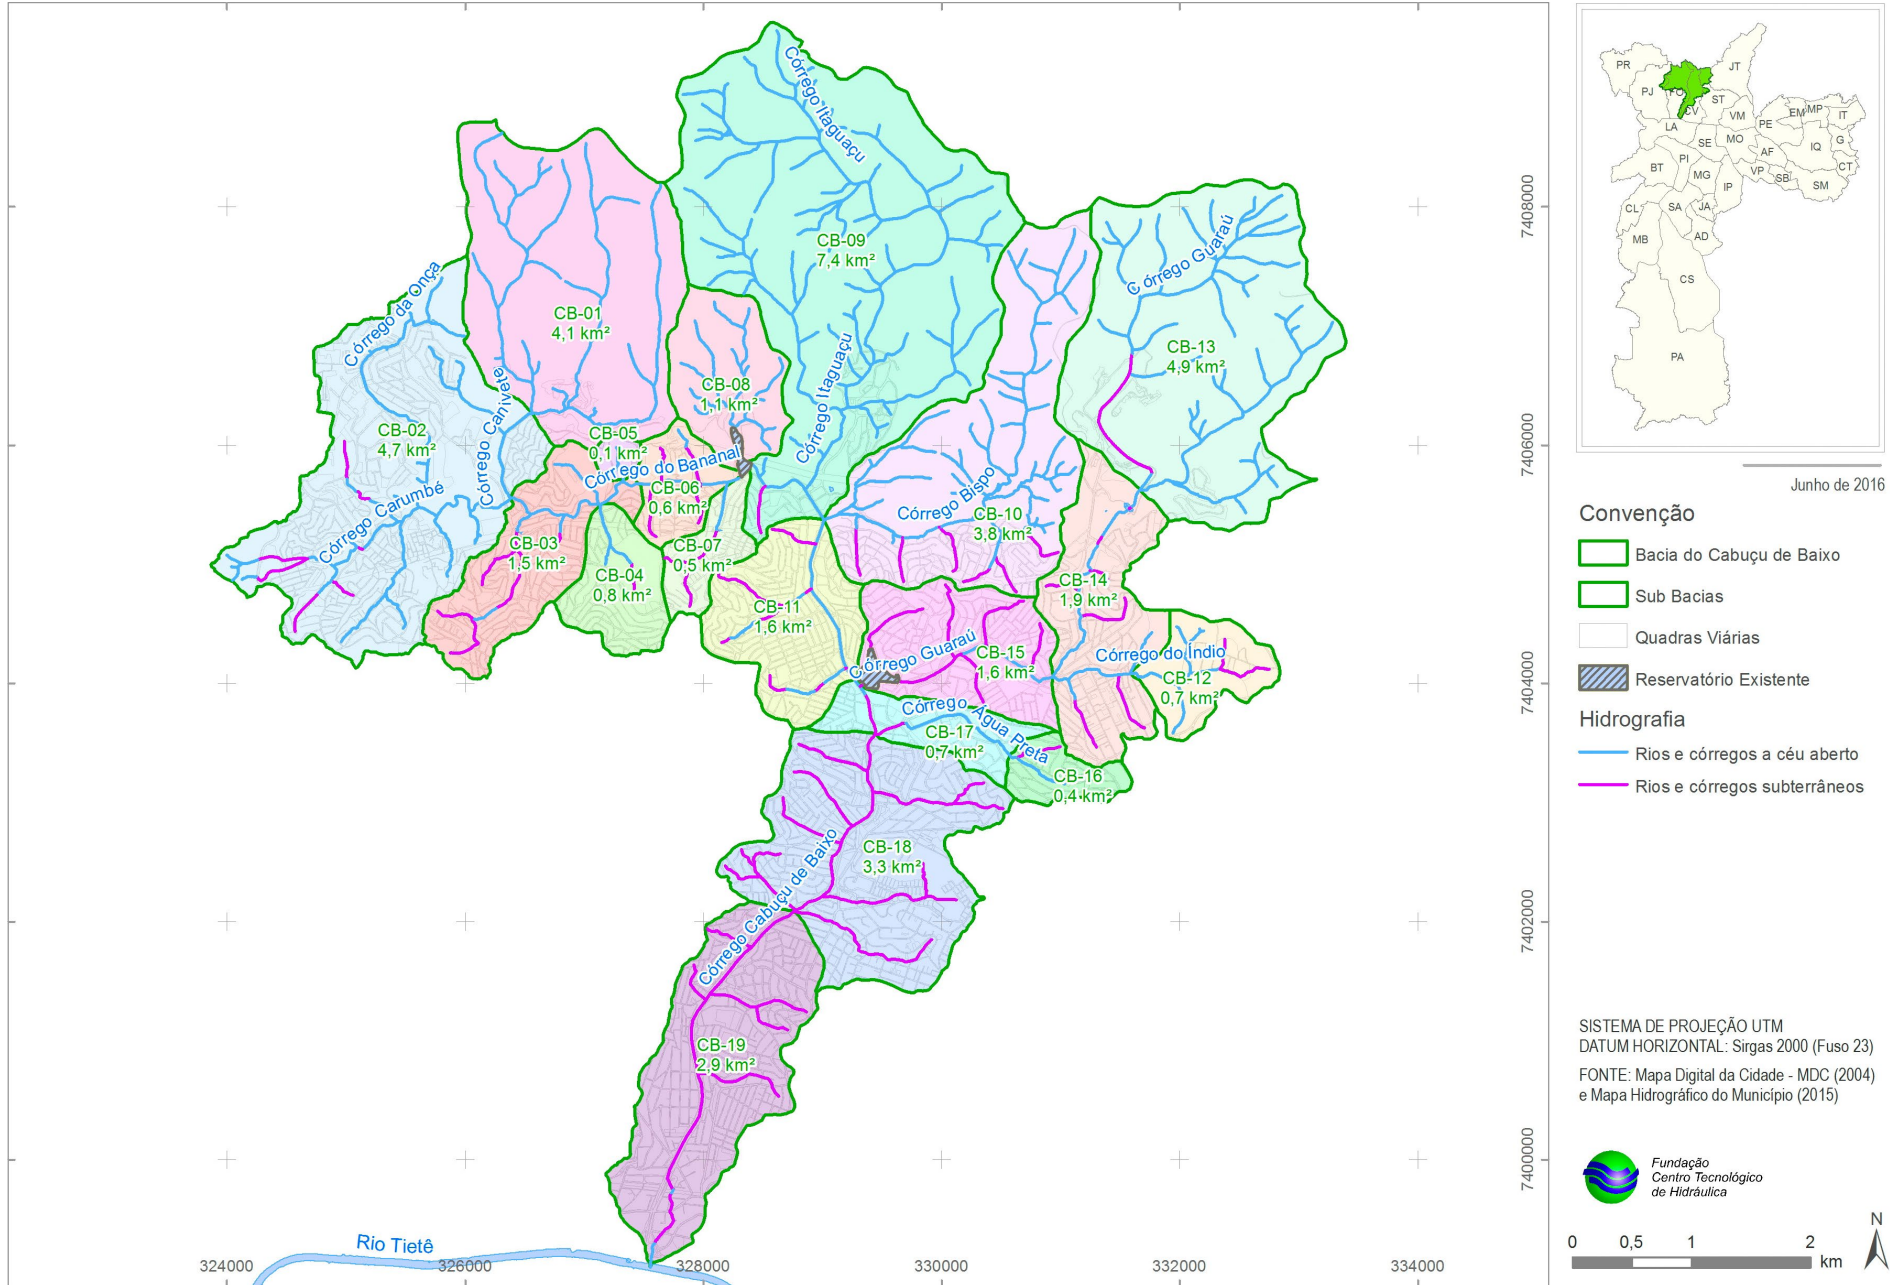 Córrego Itaguaçu
CB-09
7,4 km²
Córrego Guaraú
Córrego da Onça
CB-01
4,1 km²
CB-13
4,9 km²
Córrego Itaguaçu
CB-08
1,1 km²
Córrego Canivete
CB-02
4,7 km²
CB-05
0,1 km²
Córrego do Bananal
CB-06
0,6 km²
Córrego Bispo
CB-10
3,8 km²
Córrego Carumbé
CB-03
1,5 km²
CB-07
0,5 km²
CB-04
0,8 km²
CB-14
1,9 km²
CB-11
1,6 km²
Córrego Guaraú
CB-15
1,6 km²
Córrego do Índio
CB-12
0,7 km²
Córrego Água Preta
CB-17
0,7 km²
CB-16
0,4 km²
CB-18
3,3 km²
Córrego Cabuçu de Baixo
CB-19
2,9 km²
Rio Tietê
324000
326000
328000
330000
332000
334000
7408000
7406000
7404000
7402000
7400000
PR
JT
PJ
FO
CV
ST
LA
VM
PE
EM
MP
IT
SE
MO
AF
IQ
G
BT
PI
MG
IP
VP
SB
SM
CT
CL
SA
JA
MB
AD
CS
PA
Junho de 2016
Convenção
Bacia do Cabuçu de Baixo
Sub Bacias
Quadras Viárias
Reservatório Existente
Hidrografia
Rios e córregos a céu aberto
Rios e córregos subterrâneos
SISTEMA DE PROJEÇÃO UTM
DATUM HORIZONTAL: Sirgas 2000 (Fuso 23)
FONTE: Mapa Digital da Cidade - MDC (2004)
e Mapa Hidrográfico do Município (2015)
Fundação
Centro Tecnológico
de Hidráulica
N
0 0,5 1 2
km